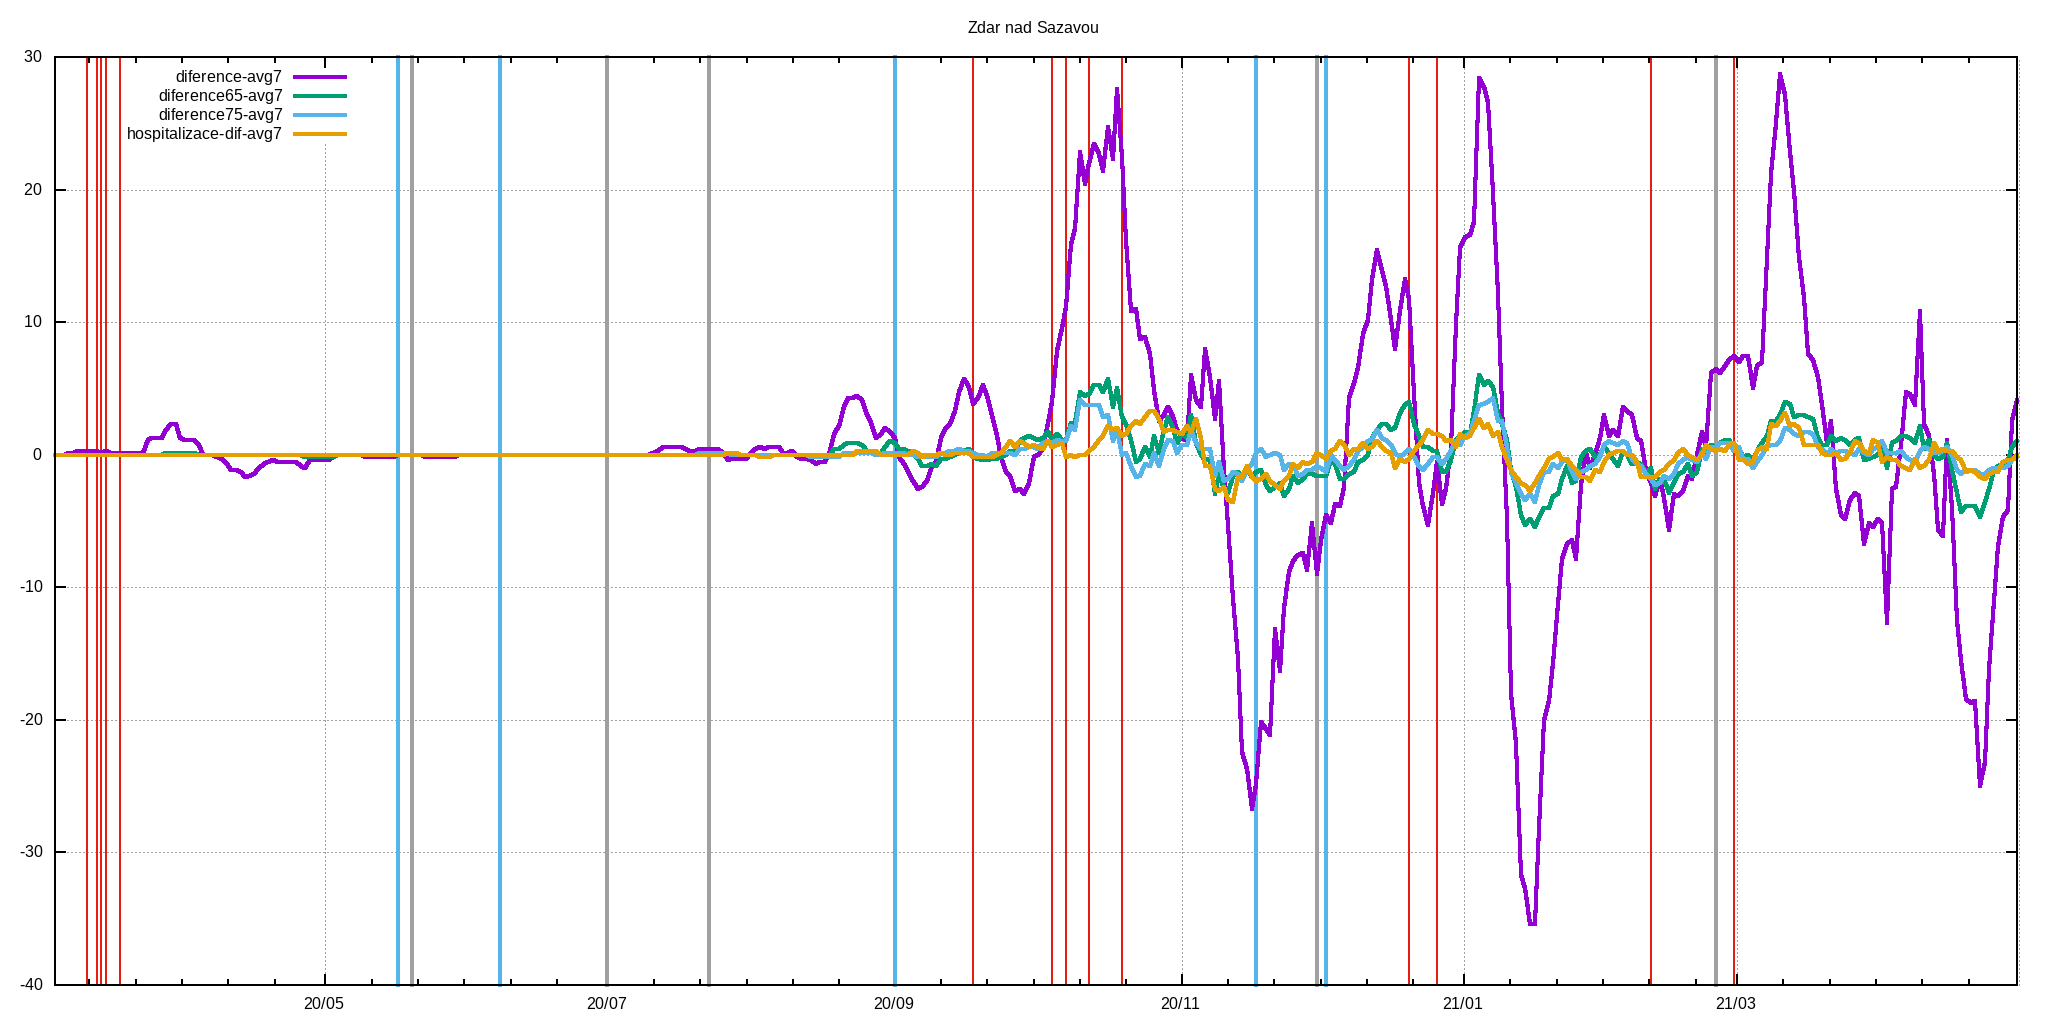 Zdar nad Sazavou
diference-avg7
diference65-avg7
diference75-avg7
hospitalizace-dif-avg7
30
20
10
0
-10
-20
-30
-40
20/05 20/07 20/09 20/11 21/01 21/03